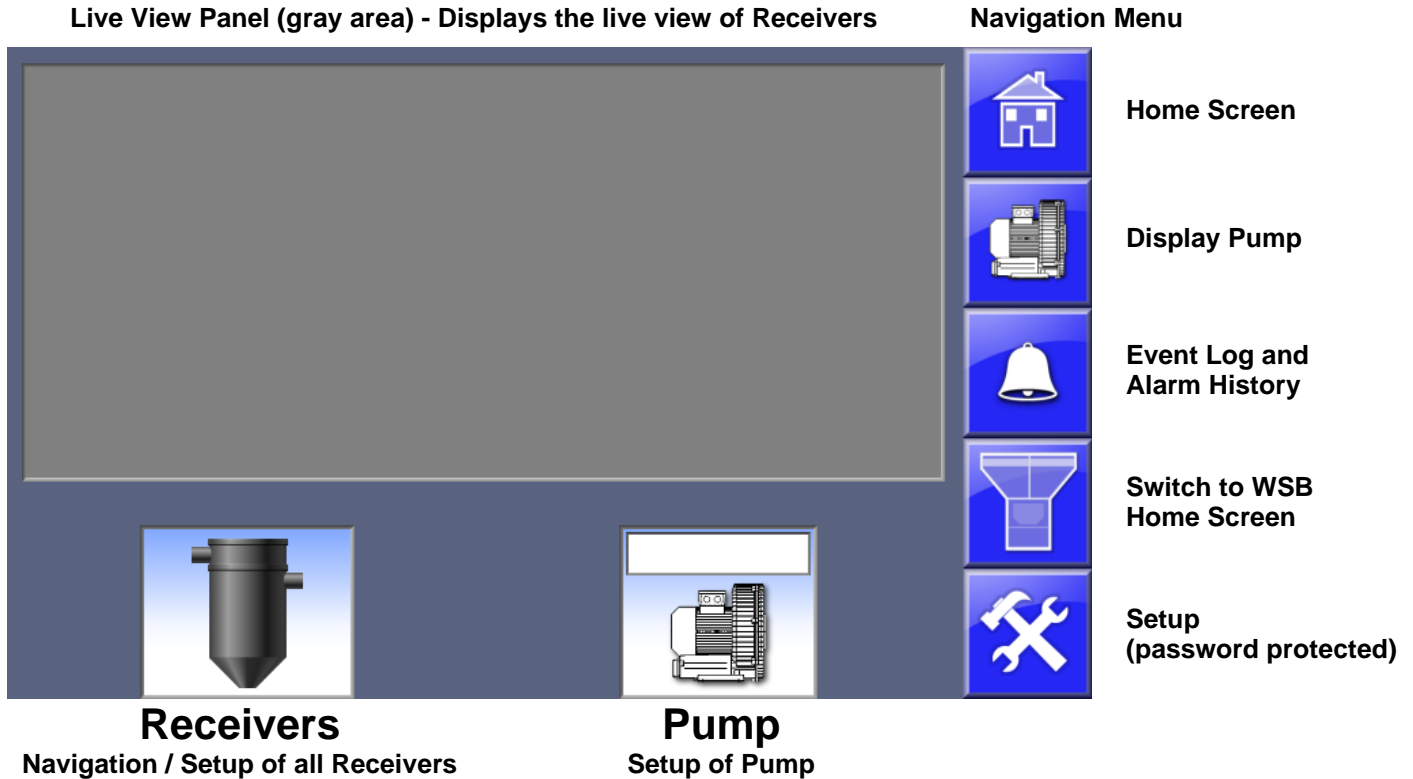 Live View Panel (gray area) - Displays the live view of Receivers
Navigation Menu
Home Screen
Display Pump
Event Log and
Alarm History
Switch to WSB
Home Screen
Setup
(password protected)
Receivers
Navigation / Setup of all Receivers
Pump
Setup of Pump